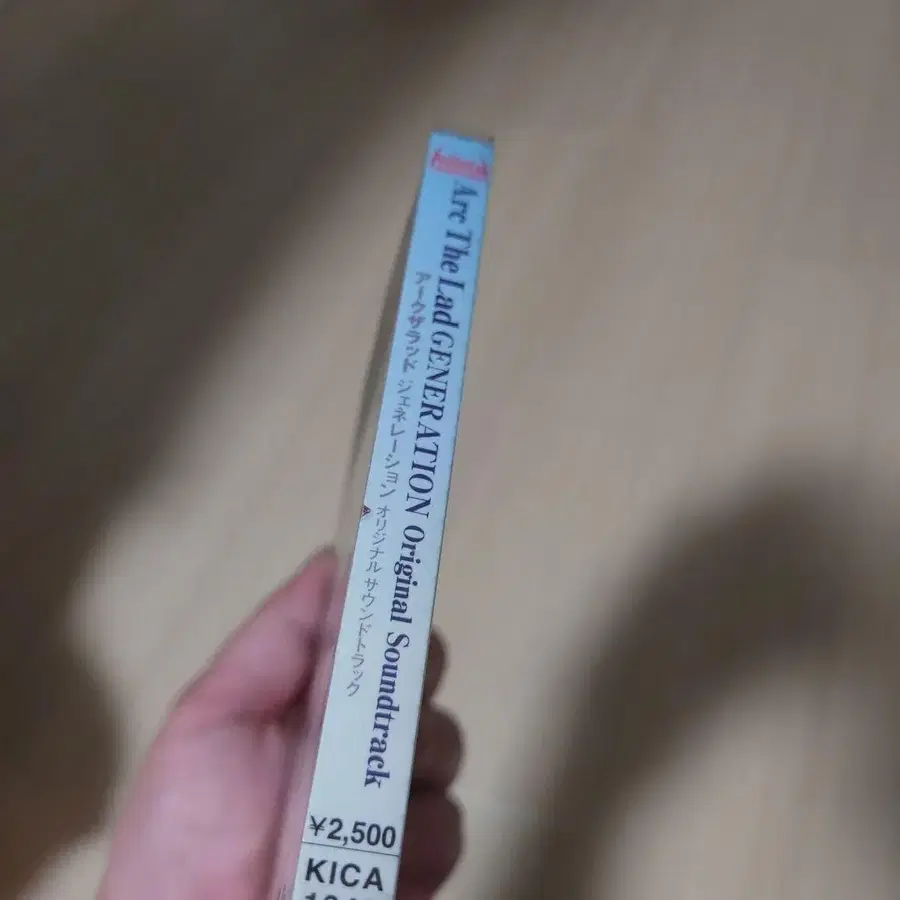 Arc The Lad GENERATION Original Soundtrack
アークザラッド ジェネレーション オリジナル サウンドトラック
¥2,500
KICA